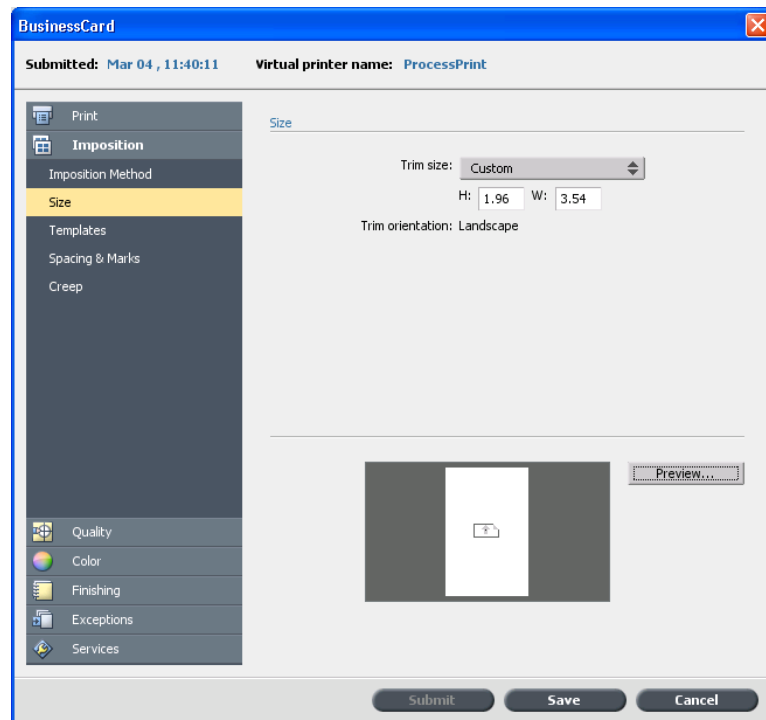 BusinessCard
Submitted: Mar 04 , 11:40:11 Virtual printer name: ProcessPrint
Print
Imposition
Imposition Method
Size
Templates
Spacing & Marks
Creep
Quality
Color
Finishing
Exceptions
Services
Size
Trim size: Custom
H: 1.96 W: 3.54
Trim orientation: Landscape
Preview...
Submit Save Cancel